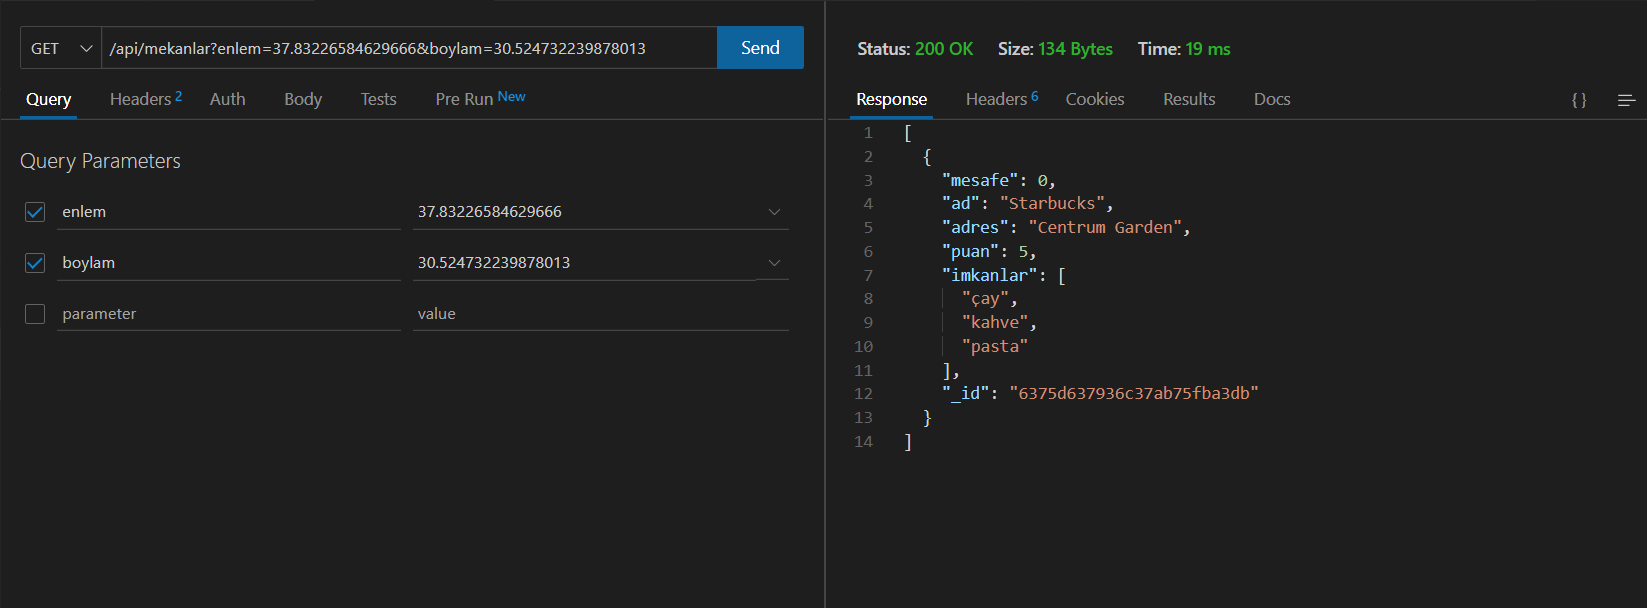 GET /api/mekanlar?enlem=37.83226584629666&boylam=30.524732239878013 Send
Query Headers 2 Auth Body Tests Pre Run New
Query Parameters
enlem 37.83226584629666
boylam 30.524732239878013
parameter value
Status: 200 OK Size: 134 Bytes Time: 19 ms
Response Headers 6 Cookies Results Docs {}
1 [
2 {
3 "mesafe": 0,
4 "ad": "Starbucks",
5 "adres": "Centrum Garden",
6 "puan": 5,
7 "imkanlar": [
8 "çay",
9 "kahve",
10 "pasta"
11 ],
12 "_id": "6375d637936c37ab75fba3db"
13 }
14 ]